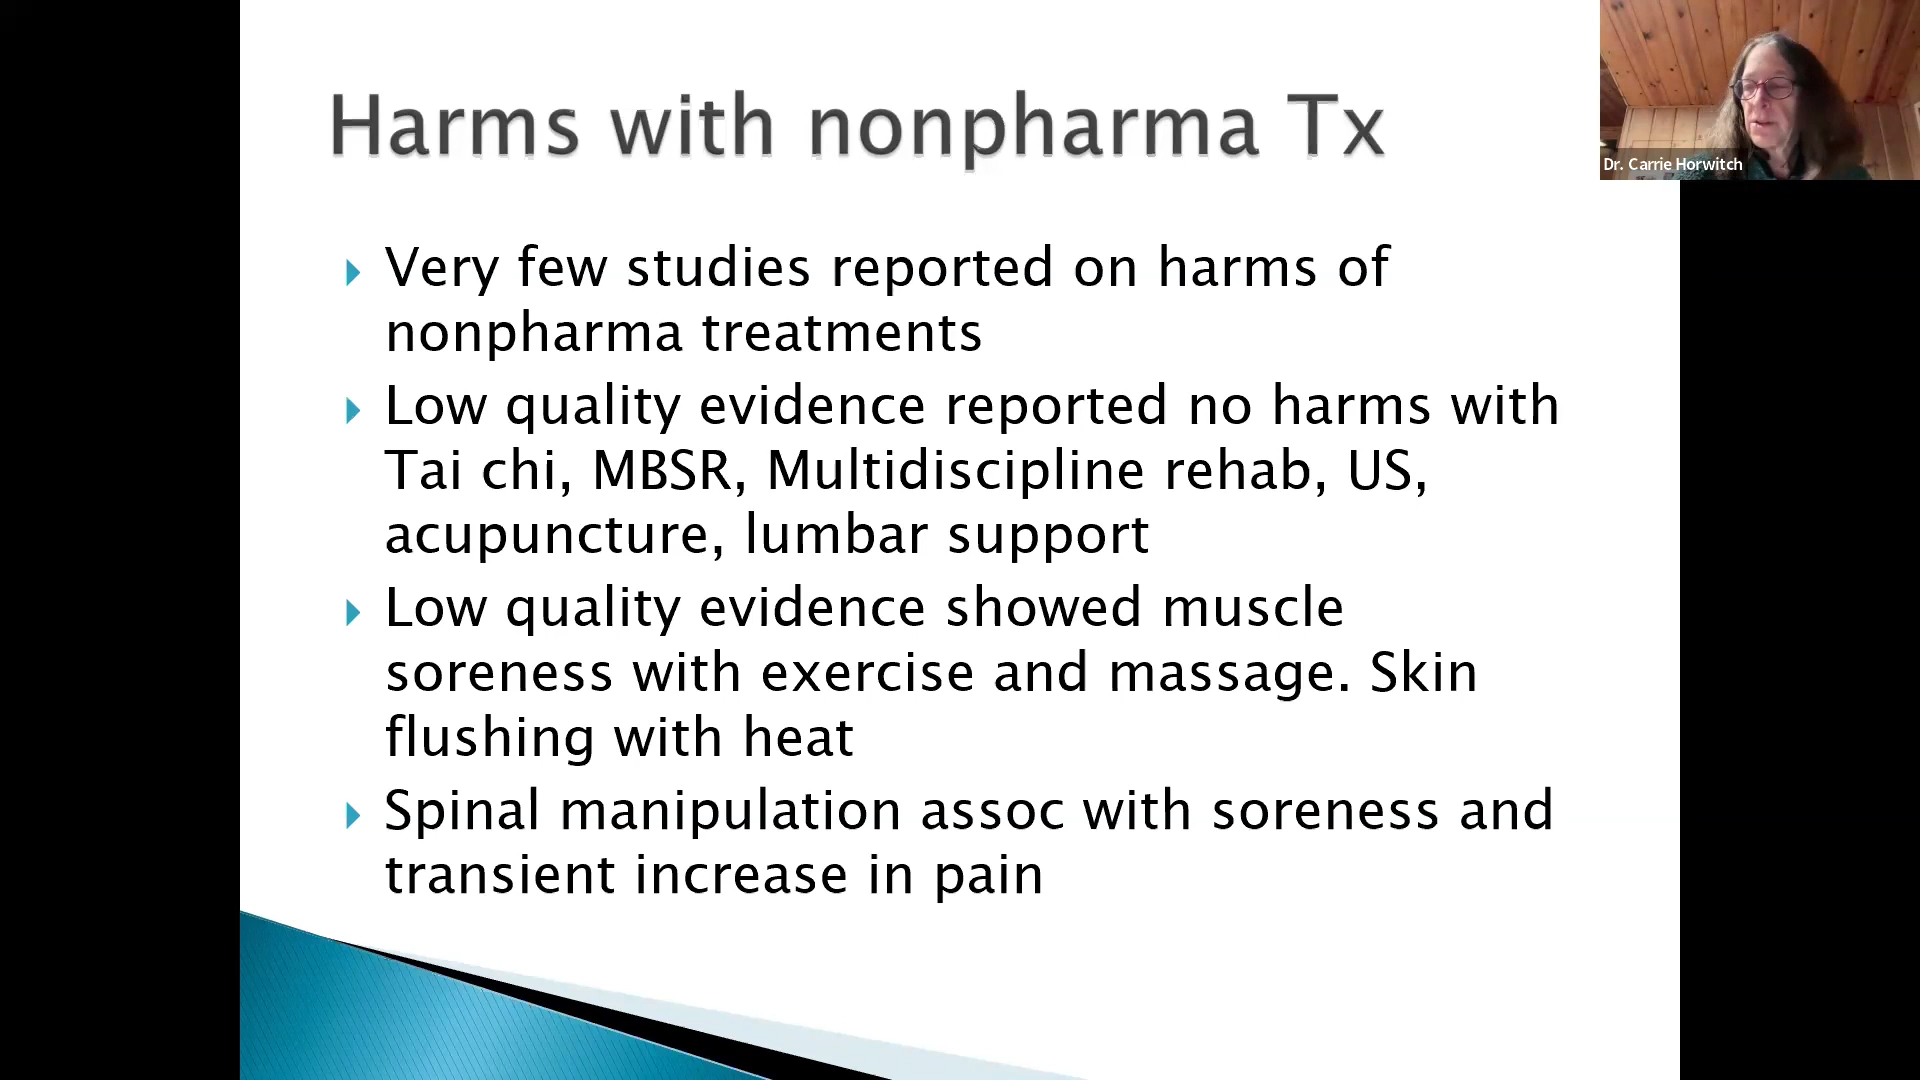 Harms with nonpharma Tx
Dr. Carrie Horwitch
Very few studies reported on harms of
nonpharma treatments
Low quality evidence reported no harms with
Tai chi, MBSR, Multidiscipline rehab, US,
acupuncture, lumbar support
Low quality evidence showed muscle
soreness with exercise and massage. Skin
flushing with heat
Spinal manipulation assoc with soreness and
transient increase in pain